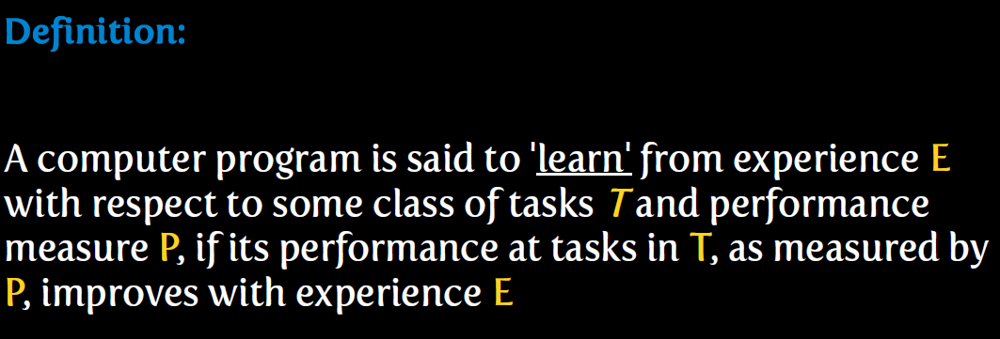 Definition:
A computer program is said to 'learn' from experience E
with respect to some class of tasks T and performance
measure P, if its performance at tasks in T, as measured by
P, improves with experience E